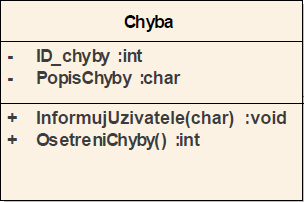 Chyba
- ID_chyby :int
- PopisChyby :char
+ InformujUzivatele(char) :void
+ OsetreniChyby() :int